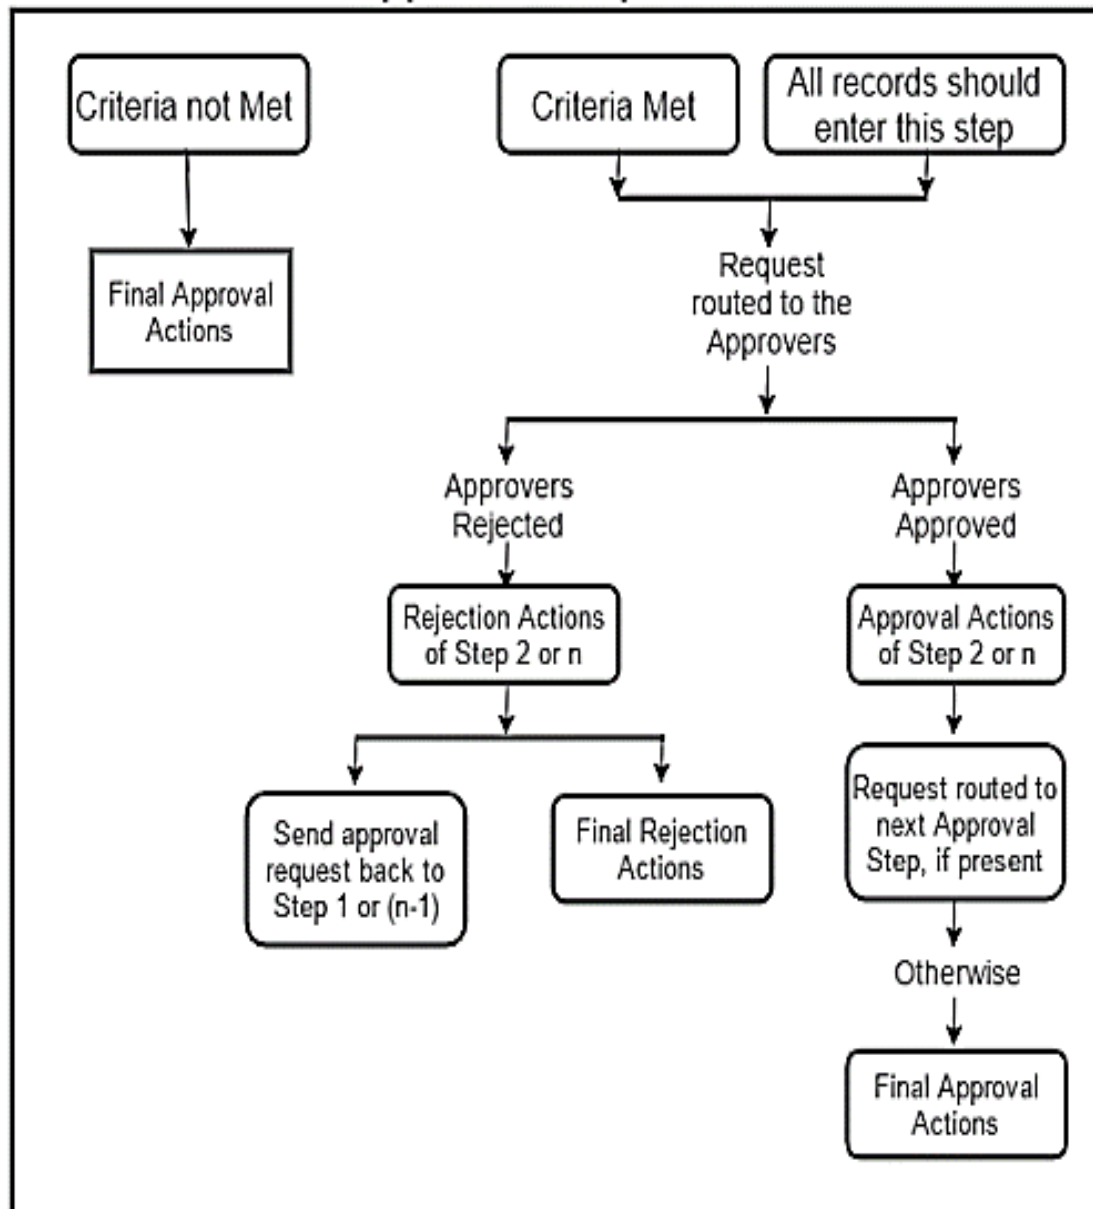 Criteria not Met
Criteria Met
All records should
enter this step
Final Approval
Actions
Request
routed to the
Approvers
Approvers
Rejected
Approvers
Approved
Rejection Actions
of Step 2 or n
Approval Actions
of Step 2 or n
Send approval
request back to
Step 1 or (n-1)
Final Rejection
Actions
Request routed to
next Approval
Step, if present
Otherwise
Final Approval
Actions